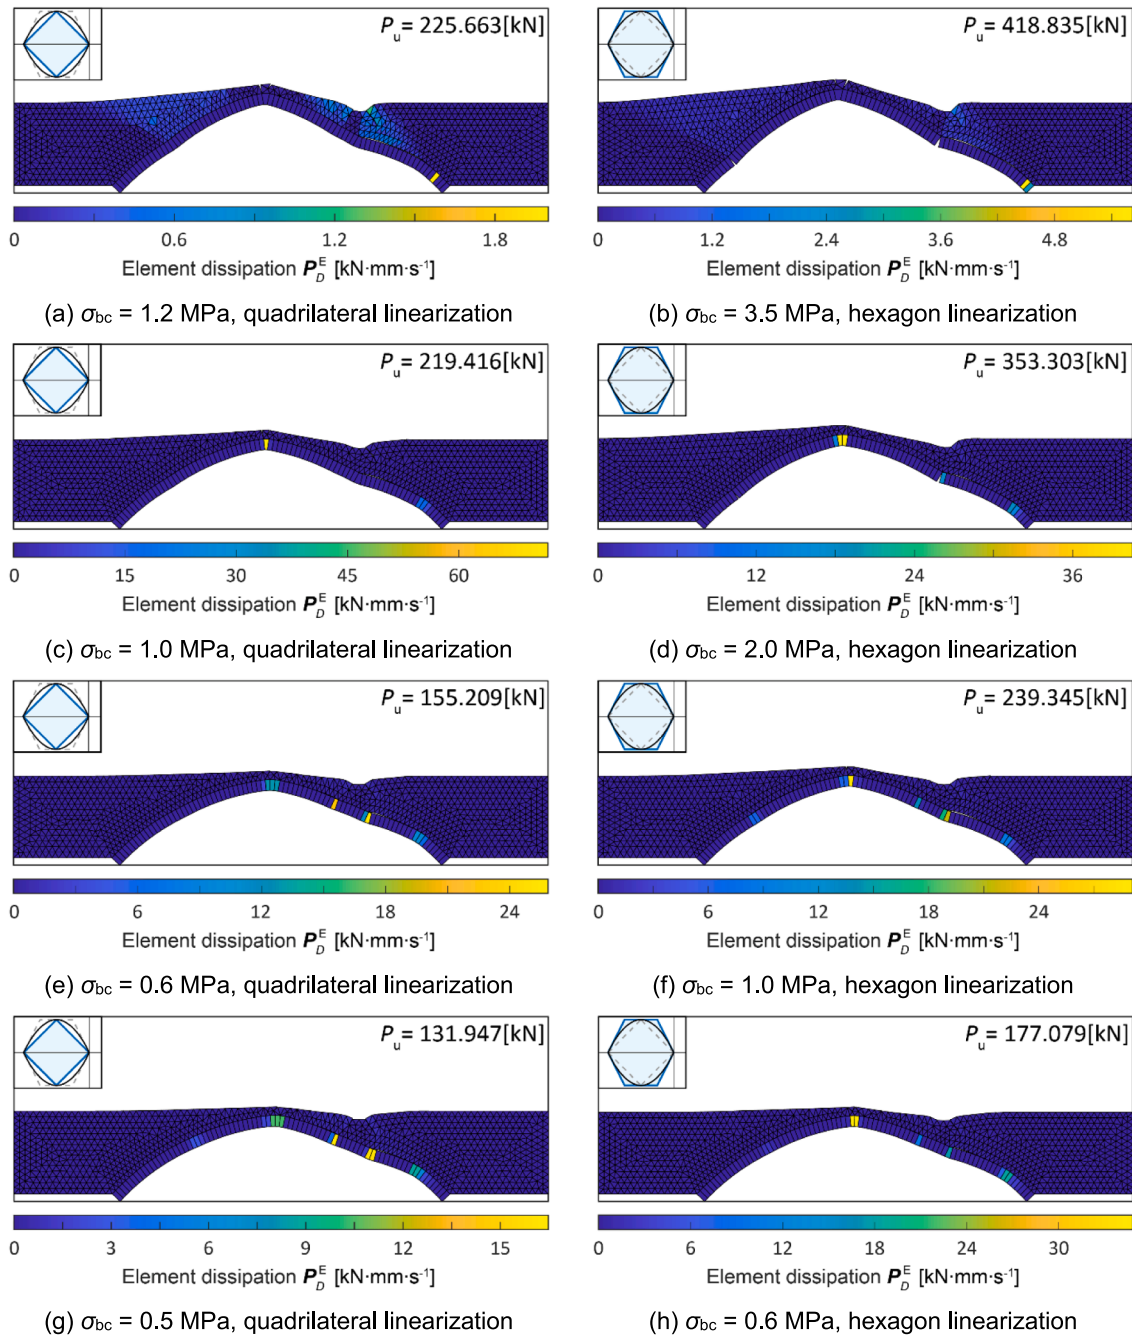 P_u = 225.663[kN]
0 0.6 1.2 1.8
Element dissipation P_D^E [kN·mm·s⁻¹]
(a) σbc = 1.2 MPa, quadrilateral linearization
P_u = 418.835[kN]
0 1.2 2.4 3.6 4.8
Element dissipation P_D^E [kN·mm·s⁻¹]
(b) σbc = 3.5 MPa, hexagon linearization
P_u = 219.416[kN]
0 15 30 45 60
Element dissipation P_D^E [kN·mm·s⁻¹]
(c) σbc = 1.0 MPa, quadrilateral linearization
P_u = 353.303[kN]
0 12 24 36
Element dissipation P_D^E [kN·mm·s⁻¹]
(d) σbc = 2.0 MPa, hexagon linearization
P_u = 155.209[kN]
0 6 12 18 24
Element dissipation P_D^E [kN·mm·s⁻¹]
(e) σbc = 0.6 MPa, quadrilateral linearization
P_u = 239.345[kN]
0 6 12 18 24
Element dissipation P_D^E [kN·mm·s⁻¹]
(f) σbc = 1.0 MPa, hexagon linearization
P_u = 131.947[kN]
0 3 6 9 12 15
Element dissipation P_D^E [kN·mm·s⁻¹]
(g) σbc = 0.5 MPa, quadrilateral linearization
P_u = 177.079[kN]
0 6 12 18 24 30
Element dissipation P_D^E [kN·mm·s⁻¹]
(h) σbc = 0.6 MPa, hexagon linearization